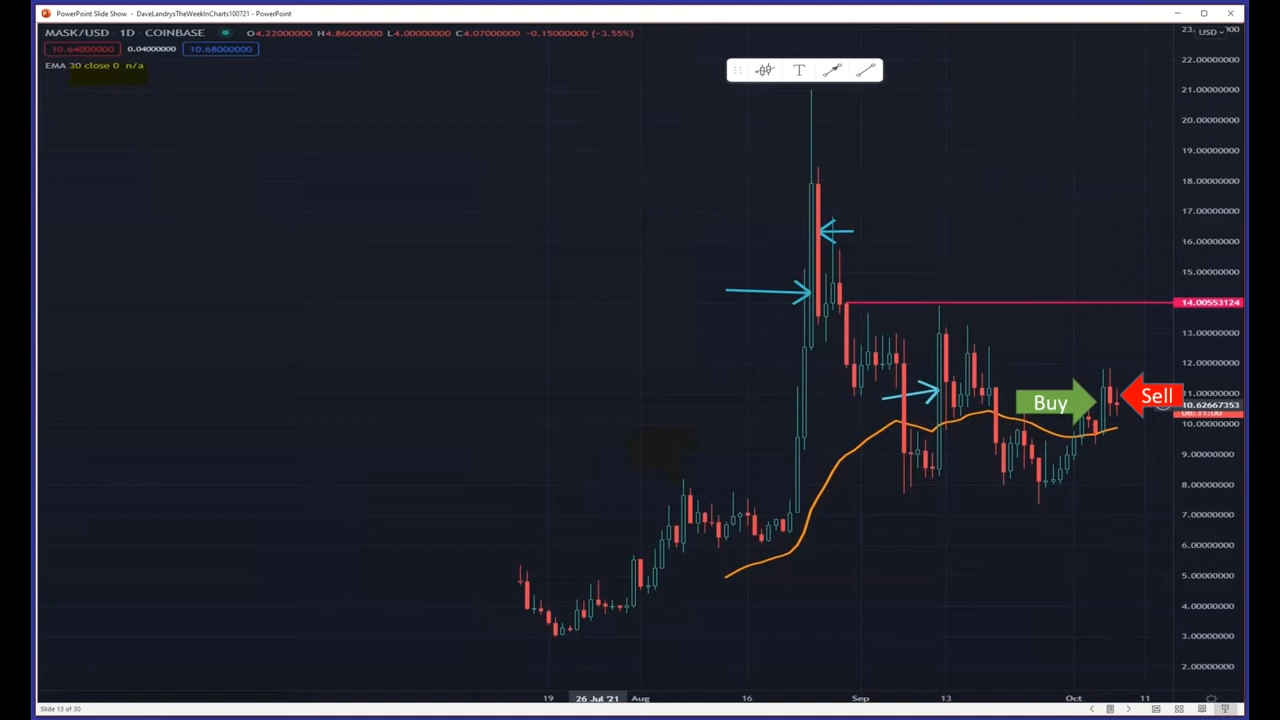 PowerPoint Slide Show - DaveLandrysTheWeekInCharts100721 - PowerPoint
MASK/USD · 1D · COINBASE O4.22000000 H4.86000000 L4.00000000 C4.07000000 -0.15000000 (-3.55%)
10.64000000 0.04000000 10.68000000
EMA 30 close 0 n/a
USD
22.00000000
21.00000000
20.00000000
19.00000000
18.00000000
17.00000000
16.00000000
15.00000000
14.00553124
13.00000000
12.00000000
11.00000000
Buy
Sell
10.62667353
08:31:00
10.00000000
9.00000000
8.00000000
7.00000000
6.00000000
5.00000000
4.00000000
3.00000000
2.00000000
19 26 Jul '21 Aug 16 Sep 13 Oct 11
Slide 13 of 30